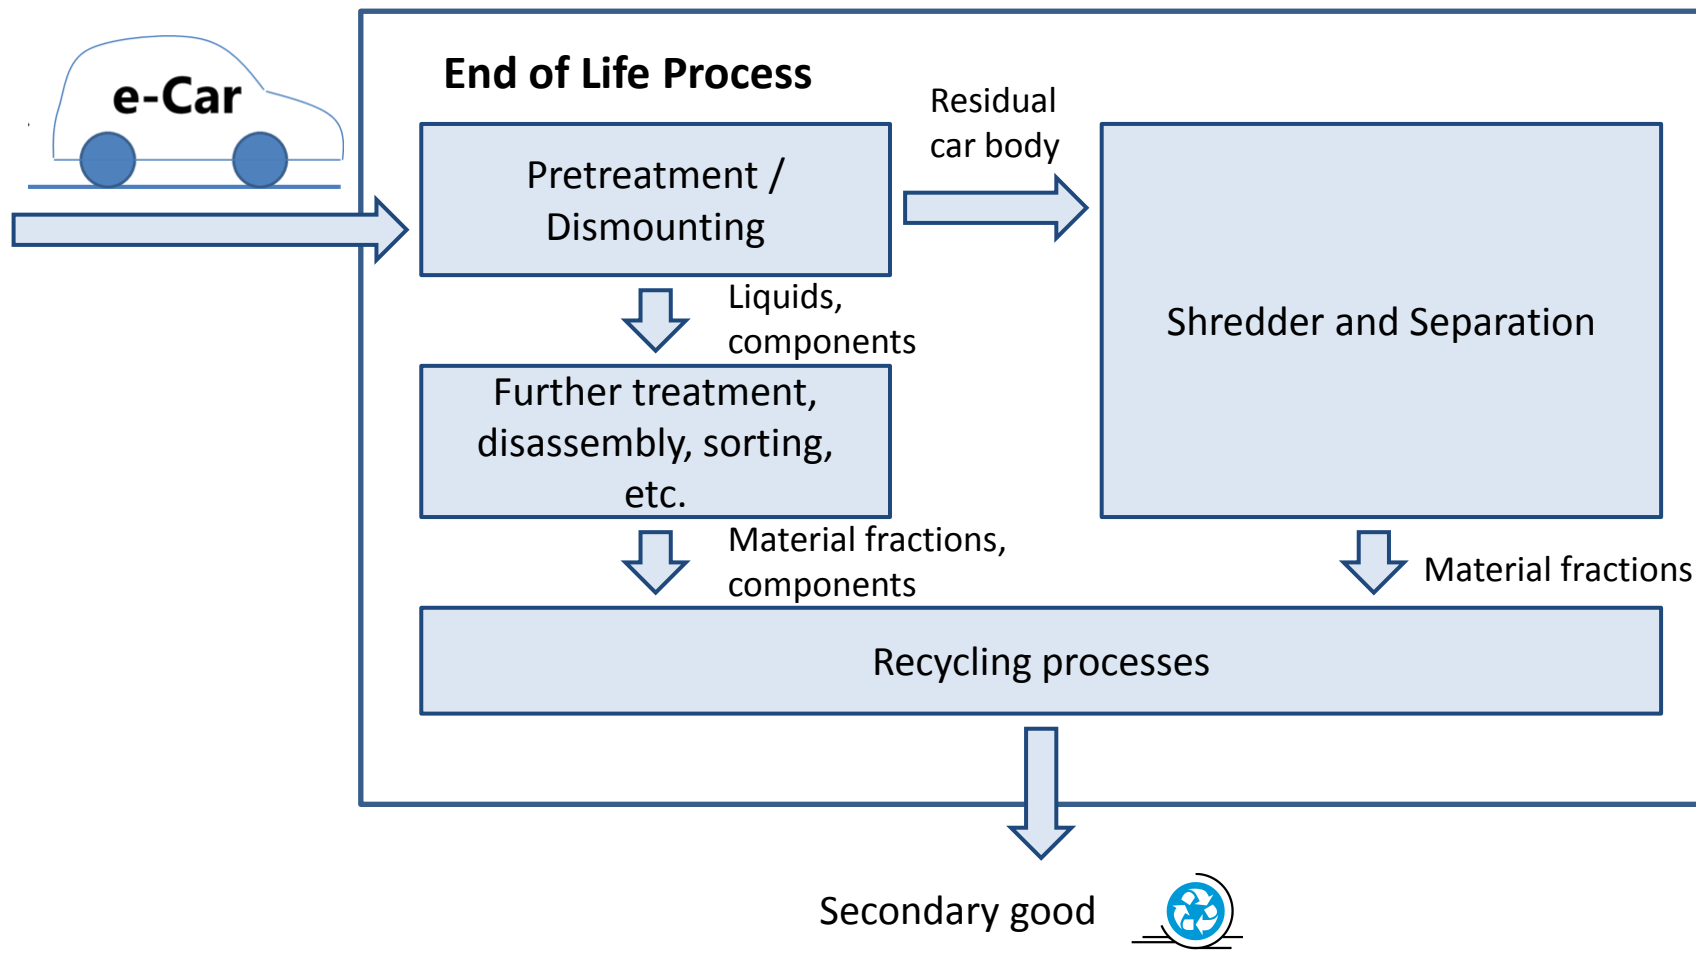 e-Car
End of Life Process
Residual
car body
Pretreatment /
Dismounting
Liquids,
components
Shredder and Separation
Further treatment,
disassembly, sorting,
etc.
Material fractions,
components
Material fractions
Recycling processes
Secondary good